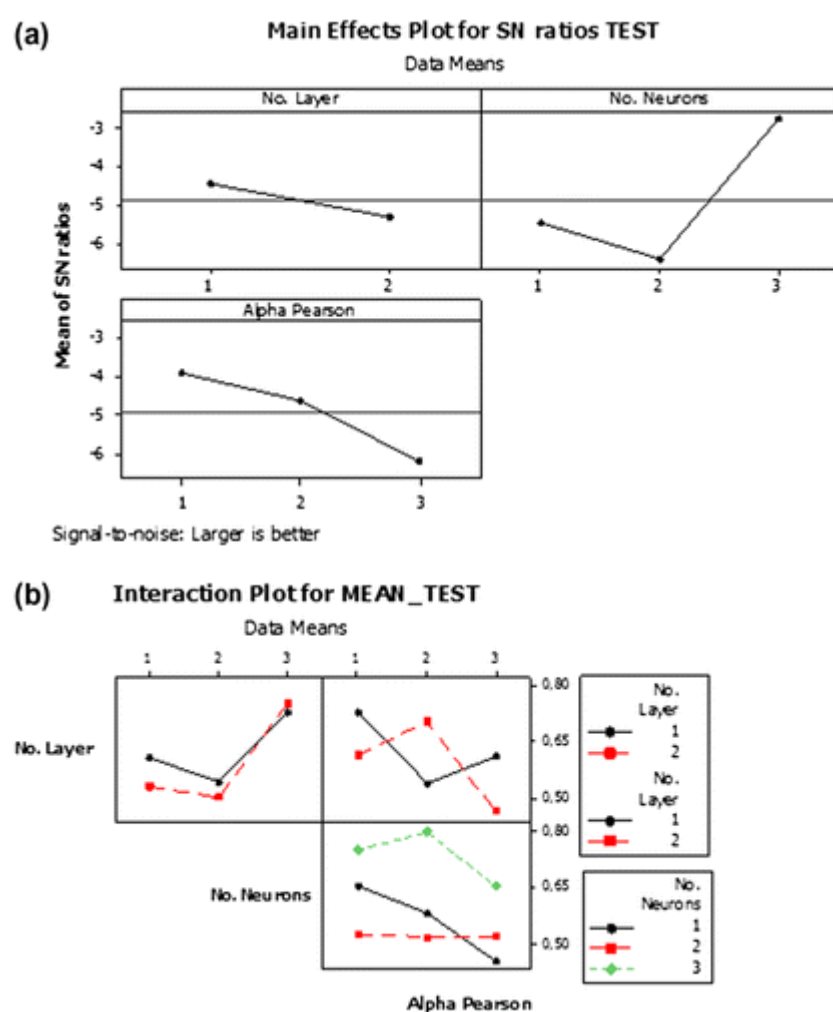 (a)
Main Effects Plot for SN ratios TEST
Data Means
No. Layer
No. Neurons
Mean of SN ratios
-3
-4
-5
-6
1 2
1 2 3
Alpha Pearson
-3
-4
-5
-6
1 2 3
Signal-to-noise: Larger is better
(b)
Interaction Plot for MEAN_TEST
Data Means
1 2 3
1 2 3
No. Layer
0,80
0,65
0,50
No. Neurons
0,80
0,65
0,50
Alpha Pearson
No.
Layer
1
2
No.
Layer
1
2
No.
Neurons
1
2
3